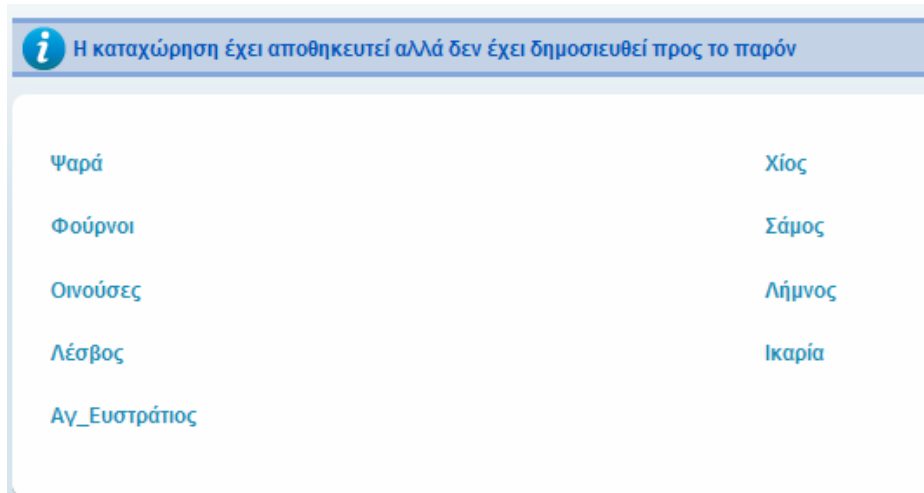 Η καταχώρηση έχει αποθηκευτεί αλλά δεν έχει δημοσιευθεί προς το παρόν
Ψαρά Χίος
Φούρνοι Σάμος
Οινούσες Λήμνος
Λέσβος Ικαρία
Αγ_Ευστράτιος